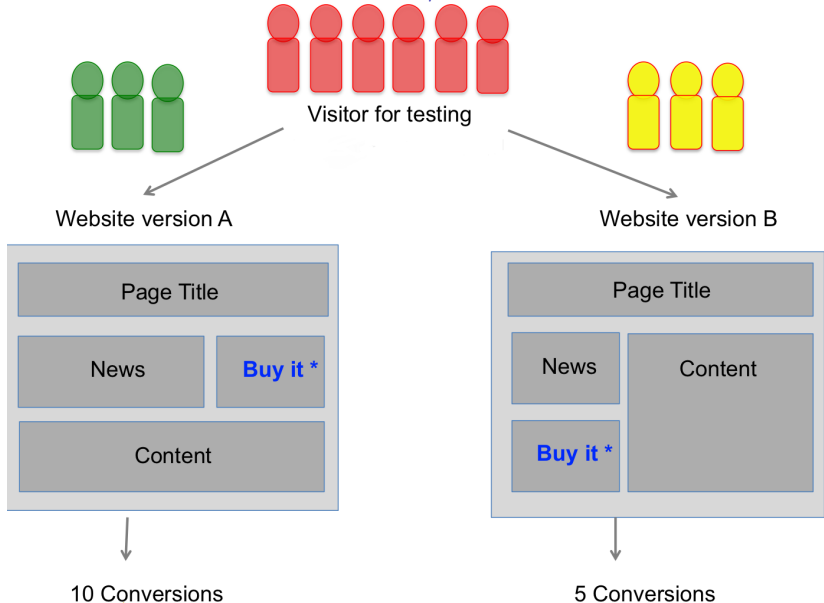 Visitor for testing
Website version A
Website version B
Page Title
News
Buy it *
Content
Page Title
News
Content
Buy it *
10 Conversions
5 Conversions